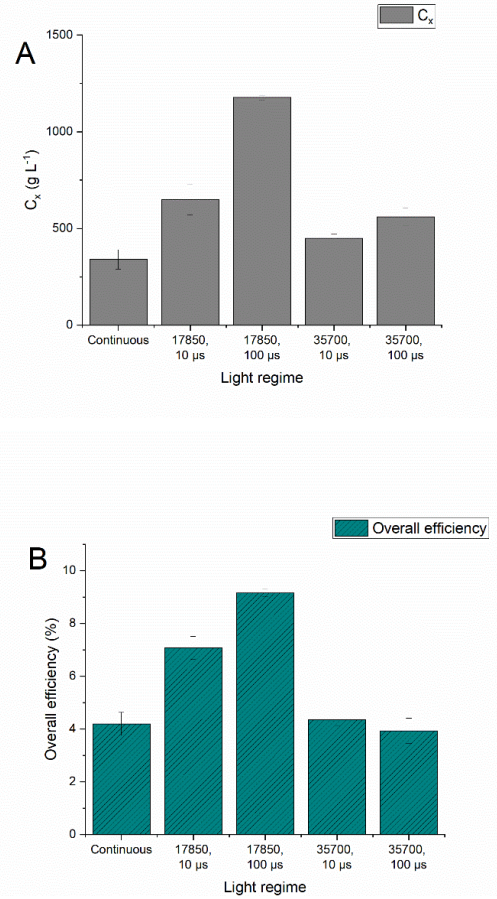 A
Cx
1500
1000
500
0
Cx (g L-1)
Continuous
17850,
10 µs
17850,
100 µs
35700,
10 µs
35700,
100 µs
Light regime
B
Overall efficiency
10
8
6
4
2
0
Overall efficiency (%)
Continuous
17850,
10 µs
17850,
100 µs
35700,
10 µs
35700,
100 µs
Light regime